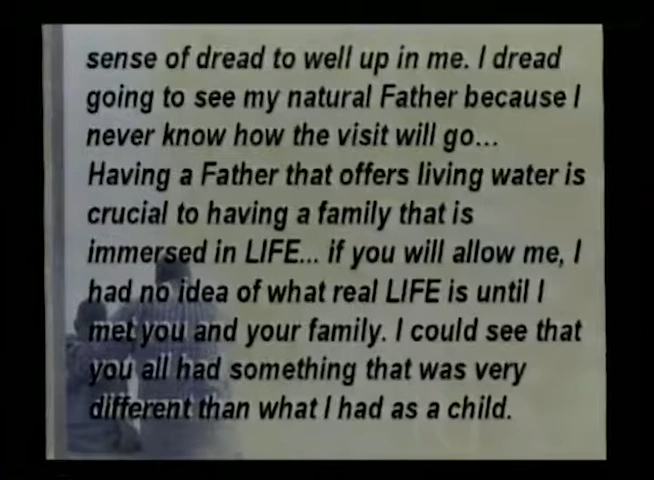 sense of dread to well up in me. I dread
going to see my natural Father because I
never know how the visit will go...
Having a Father that offers living water is
crucial to having a family that is
immersed in LIFE... if you will allow me, I
had no idea of what real LIFE is until I
met you and your family. I could see that
you all had something that was very
different than what I had as a child.